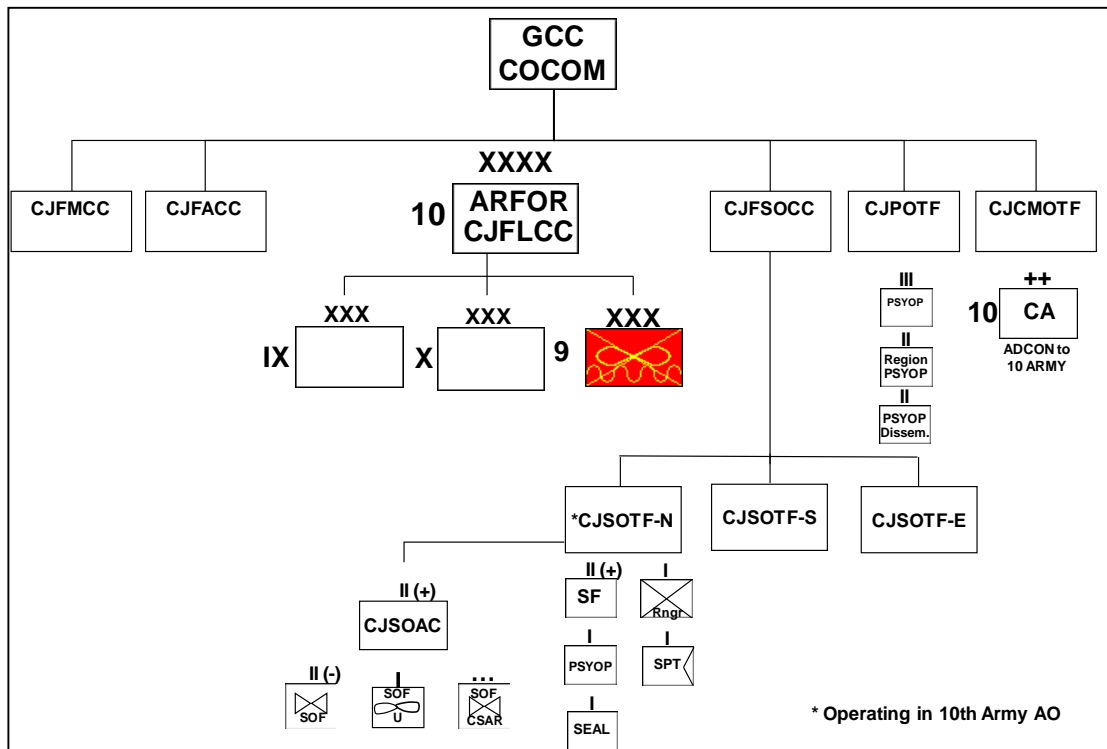 GCC
COCOM
XXXX
CJFMCC
CJFACC
10
ARFOR
CJFLCC
CJFSOCC
CJPOTF
CJCMOTF
XXX
XXX
XXX
IX
X
9
III
PSYOP
II
Region
PSYOP
II
PSYOP
Dissem.
++
10
CA
ADCON to
10 ARMY
*CJSOTF-N
CJSOTF-S
CJSOTF-E
II (+)
CJSOAC
II (+)
SF
I
Rngr
I
PSYOP
I
SPT
I
SEAL
II (-)
SOF
I
SOF
U
...
SOF
CSAR
* Operating in 10th Army AO